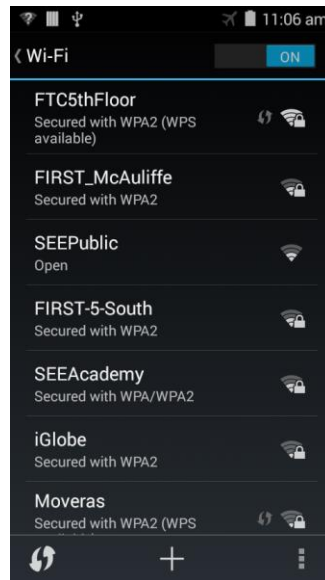 11:06 am
Wi-Fi
ON
FTC5thFloor
Secured with WPA2 (WPS
available)
FIRST_McAuliffe
Secured with WPA2
SEEPublic
Open
FIRST-5-South
Secured with WPA2
SEEAcademy
Secured with WPA/WPA2
iGlobe
Secured with WPA2
Moveras
Secured with WPA2 (WPS